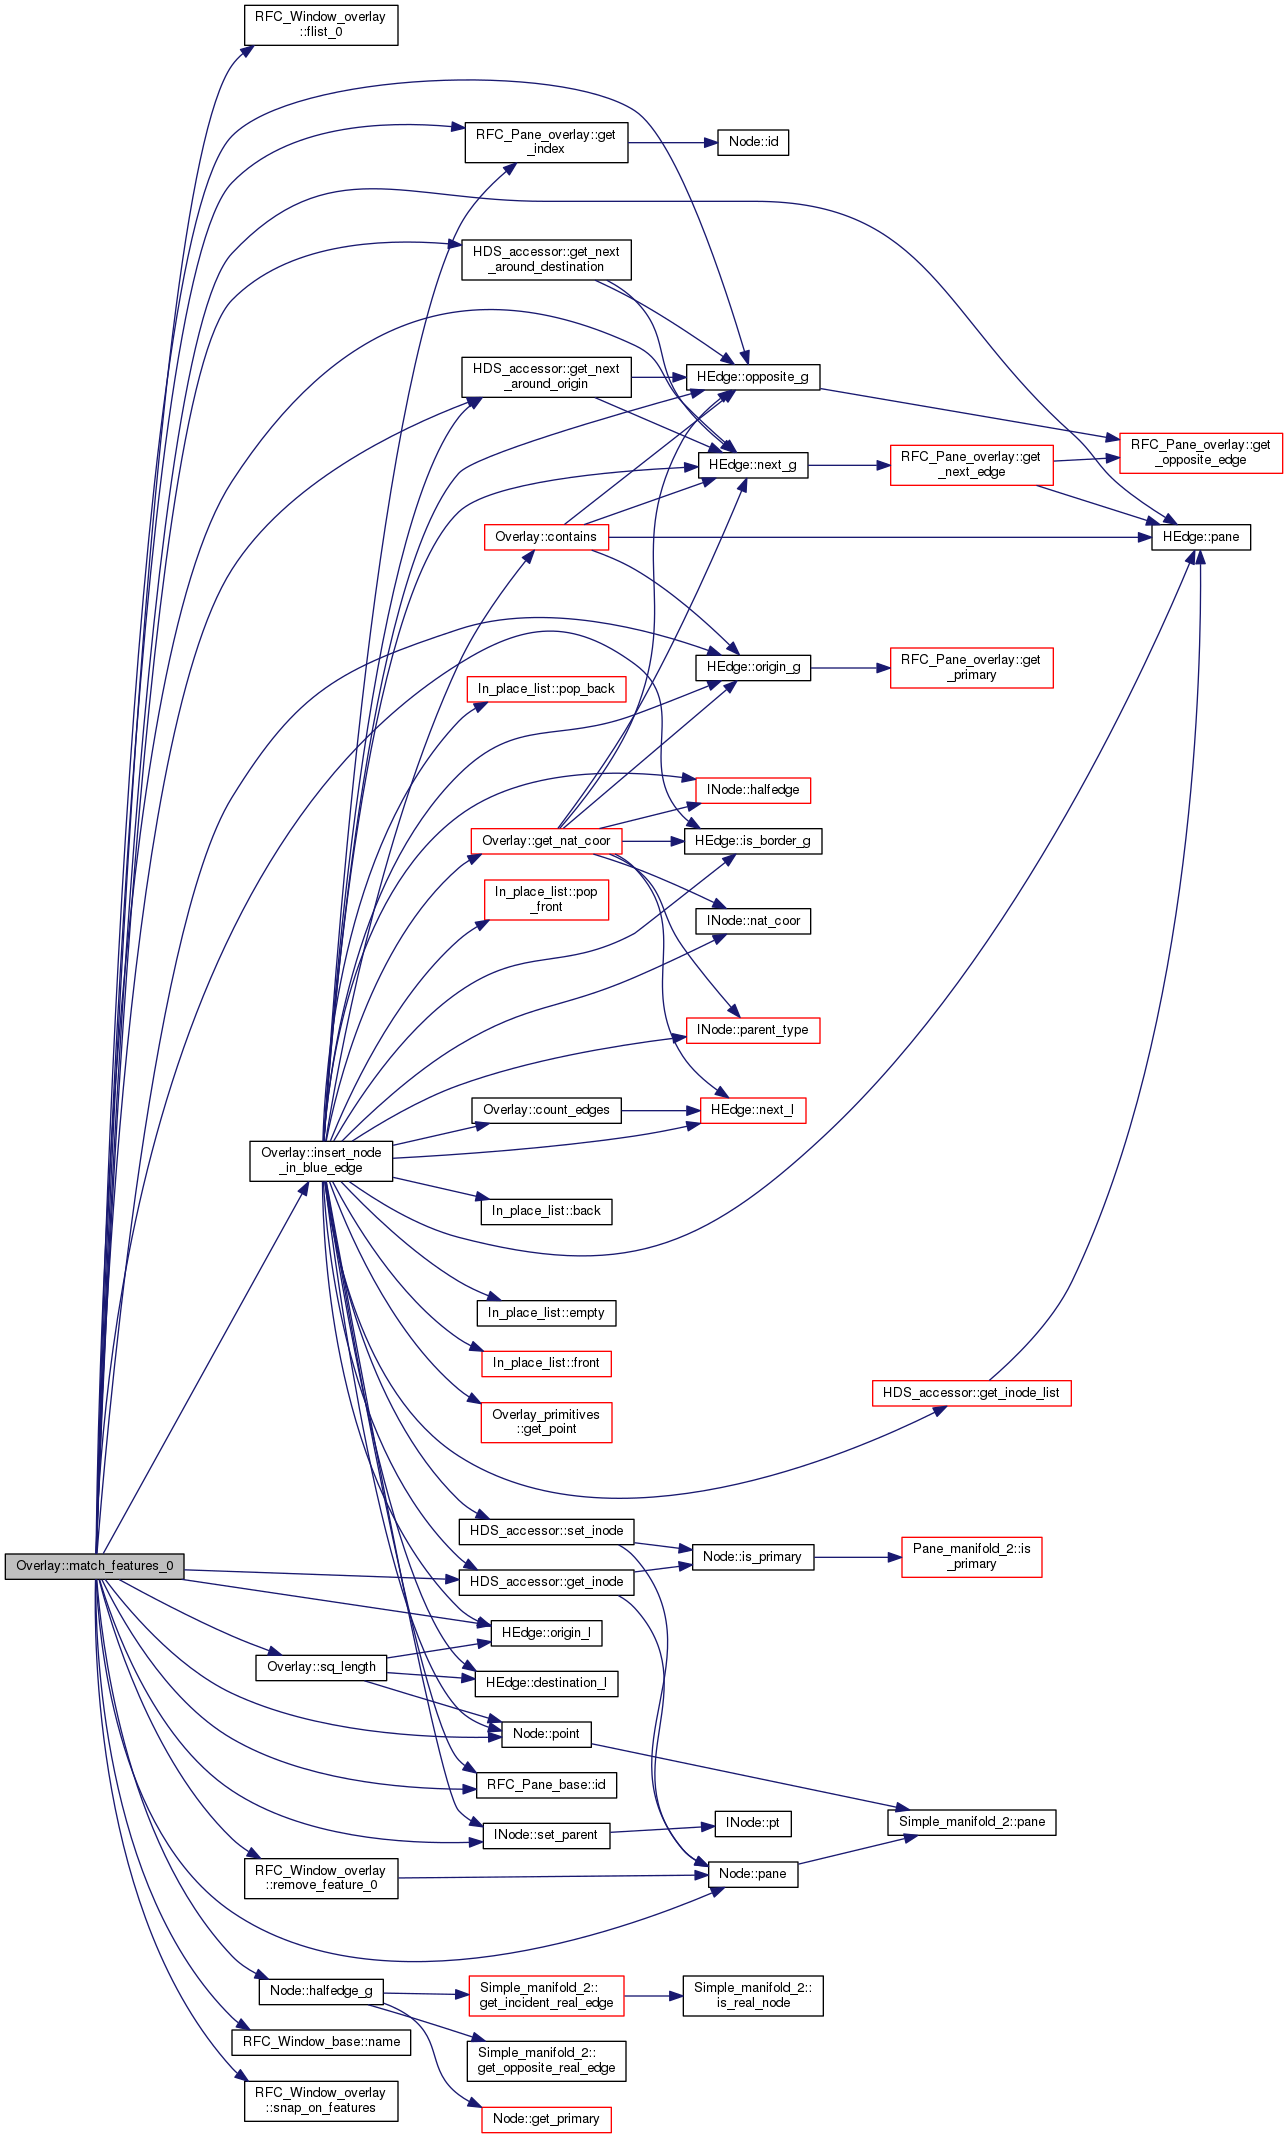 RFC_Window_overlay
::flist_0
RFC_Pane_overlay::get
_index
Node::id
HDS_accessor::get_next
_around_destination
HDS_accessor::get_next
_around_origin
HEdge::opposite_g
RFC_Pane_overlay::get
_opposite_edge
HEdge::next_g
RFC_Pane_overlay::get
_next_edge
Overlay::contains
HEdge::pane
HEdge::origin_g
RFC_Pane_overlay::get
_primary
In_place_list::pop_back
INode::halfedge
Overlay::get_nat_coor
HEdge::is_border_g
In_place_list::pop
_front
INode::nat_coor
INode::parent_type
Overlay::count_edges
HEdge::next_l
Overlay::insert_node
_in_blue_edge
In_place_list::back
In_place_list::empty
In_place_list::front
HDS_accessor::get_inode_list
Overlay_primitives
::get_point
HDS_accessor::set_inode
Node::is_primary
Pane_manifold_2::is
_primary
Overlay::match_features_0
HDS_accessor::get_inode
HEdge::origin_l
Overlay::sq_length
HEdge::destination_l
Node::point
RFC_Pane_base::id
Simple_manifold_2::pane
INode::set_parent
INode::pt
RFC_Window_overlay
::remove_feature_0
Node::pane
Node::halfedge_g
Simple_manifold_2::
get_incident_real_edge
Simple_manifold_2::
is_real_node
RFC_Window_base::name
Simple_manifold_2::
get_opposite_real_edge
RFC_Window_overlay
::snap_on_features
Node::get_primary